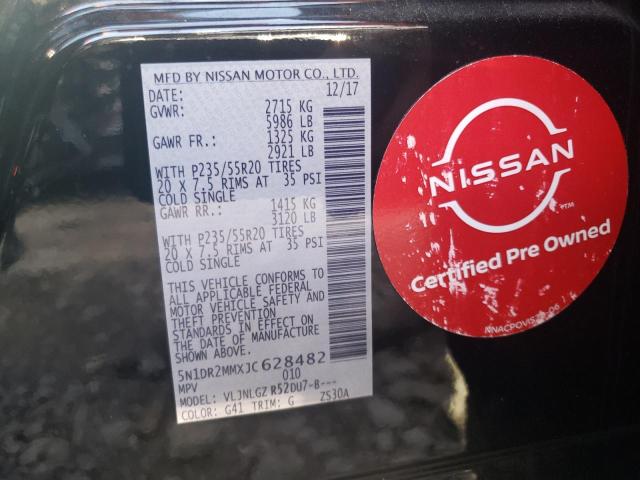 MFD BY NISSAN MOTOR CO., LTD.
DATE: 12/17
GVWR: 2715 KG
5986 LB
GAWR FR.: 1325 KG
2921 LB
WITH P235/55R20 TIRES
20 X 7.5 RIMS AT 35 PSI
COLD SINGLE
GAWR RR.: 1415 KG
3120 LB
WITH P235/55R20 TIRES
20 X 7.5 RIMS AT 35 PSI
COLD SINGLE
THIS VEHICLE CONFORMS TO
ALL APPLICABLE FEDERAL
MOTOR VEHICLE SAFETY AND
THEFT PREVENTION
STANDARDS IN EFFECT ON
THE DATE OF MANUFACTURE
SHOWN ABOVE.
5N1DR2MMXJC628482
MPV 010
MODEL: VLJNLGZ R52DU7-B---
COLOR: G41 TRIM: G ZS30A
NISSAN
TM
Certified Pre Owned